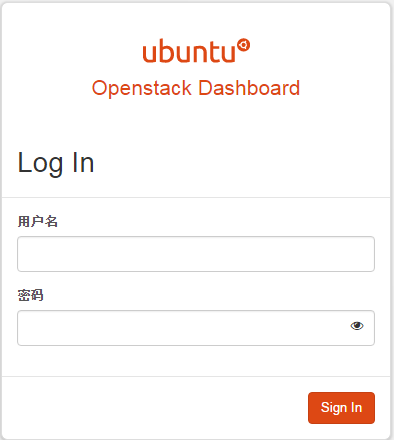 ubuntu
Openstack Dashboard
Log In
用户名
密码
Sign In